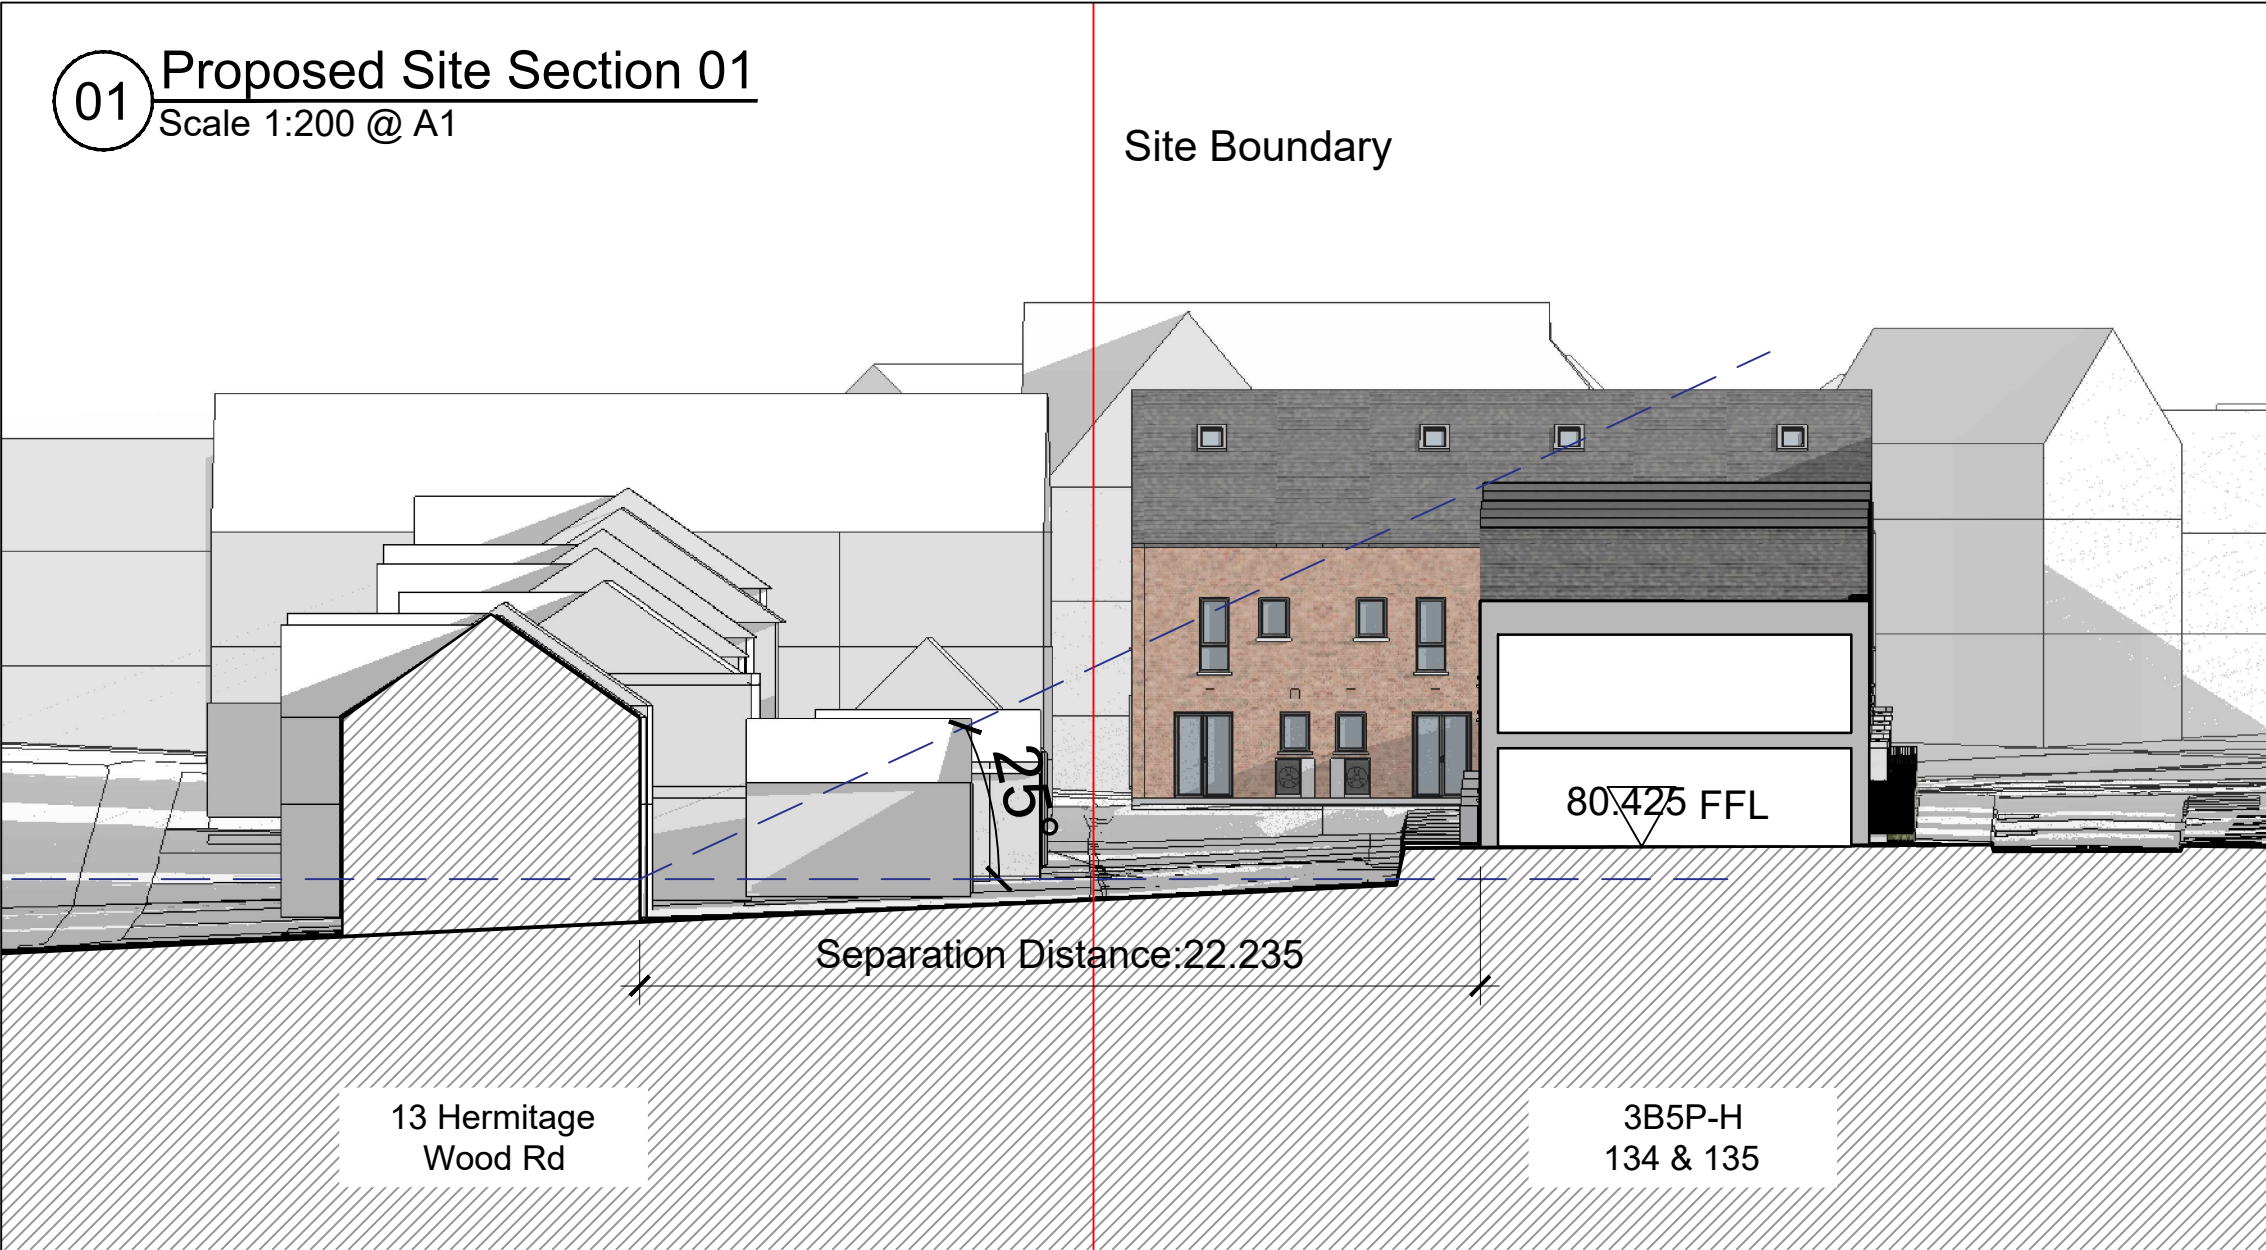 01
Proposed Site Section 01
Scale 1:200 @ A1
Site Boundary
25°
80.425 FFL
Separation Distance:22.235
13 Hermitage
Wood Rd
3B5P-H
134 & 135